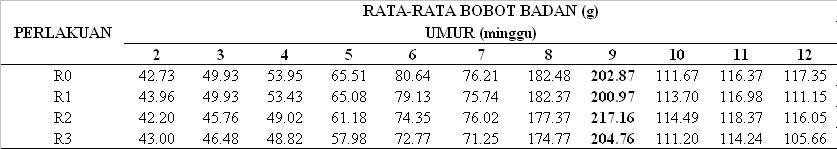 RATA-RATA BOBOT BADAN (g)
PERLAKUAN UMUR (minggu)
2 3 4 5 6 7 8 9 10 11 12
R0 42.73 49.93 53.95 65.51 80.64 76.21 182.48 202.87 111.67 116.37 117.35
R1 43.96 49.93 53.43 65.08 79.13 75.74 182.37 200.97 113.70 116.98 111.15
R2 42.20 45.76 49.02 61.18 74.35 76.02 177.37 217.16 114.49 118.37 116.05
R3 43.00 46.48 48.82 57.98 72.77 71.25 174.77 204.76 111.20 114.24 105.66